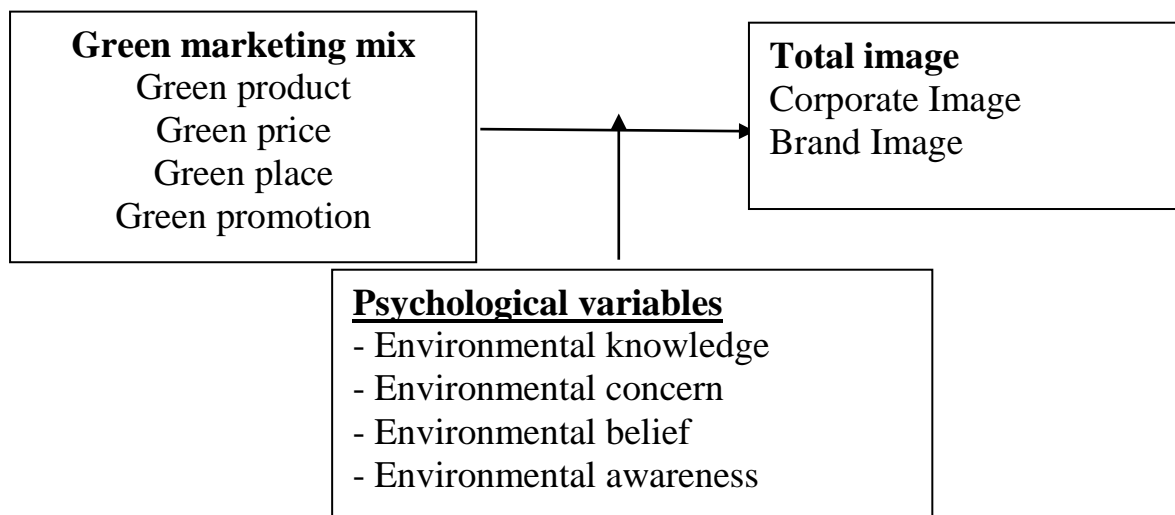 Green marketing mix
Green product
Green price
Green place
Green promotion
Total image
Corporate Image
Brand Image
Psychological variables
- Environmental knowledge
- Environmental concern
- Environmental belief
- Environmental awareness